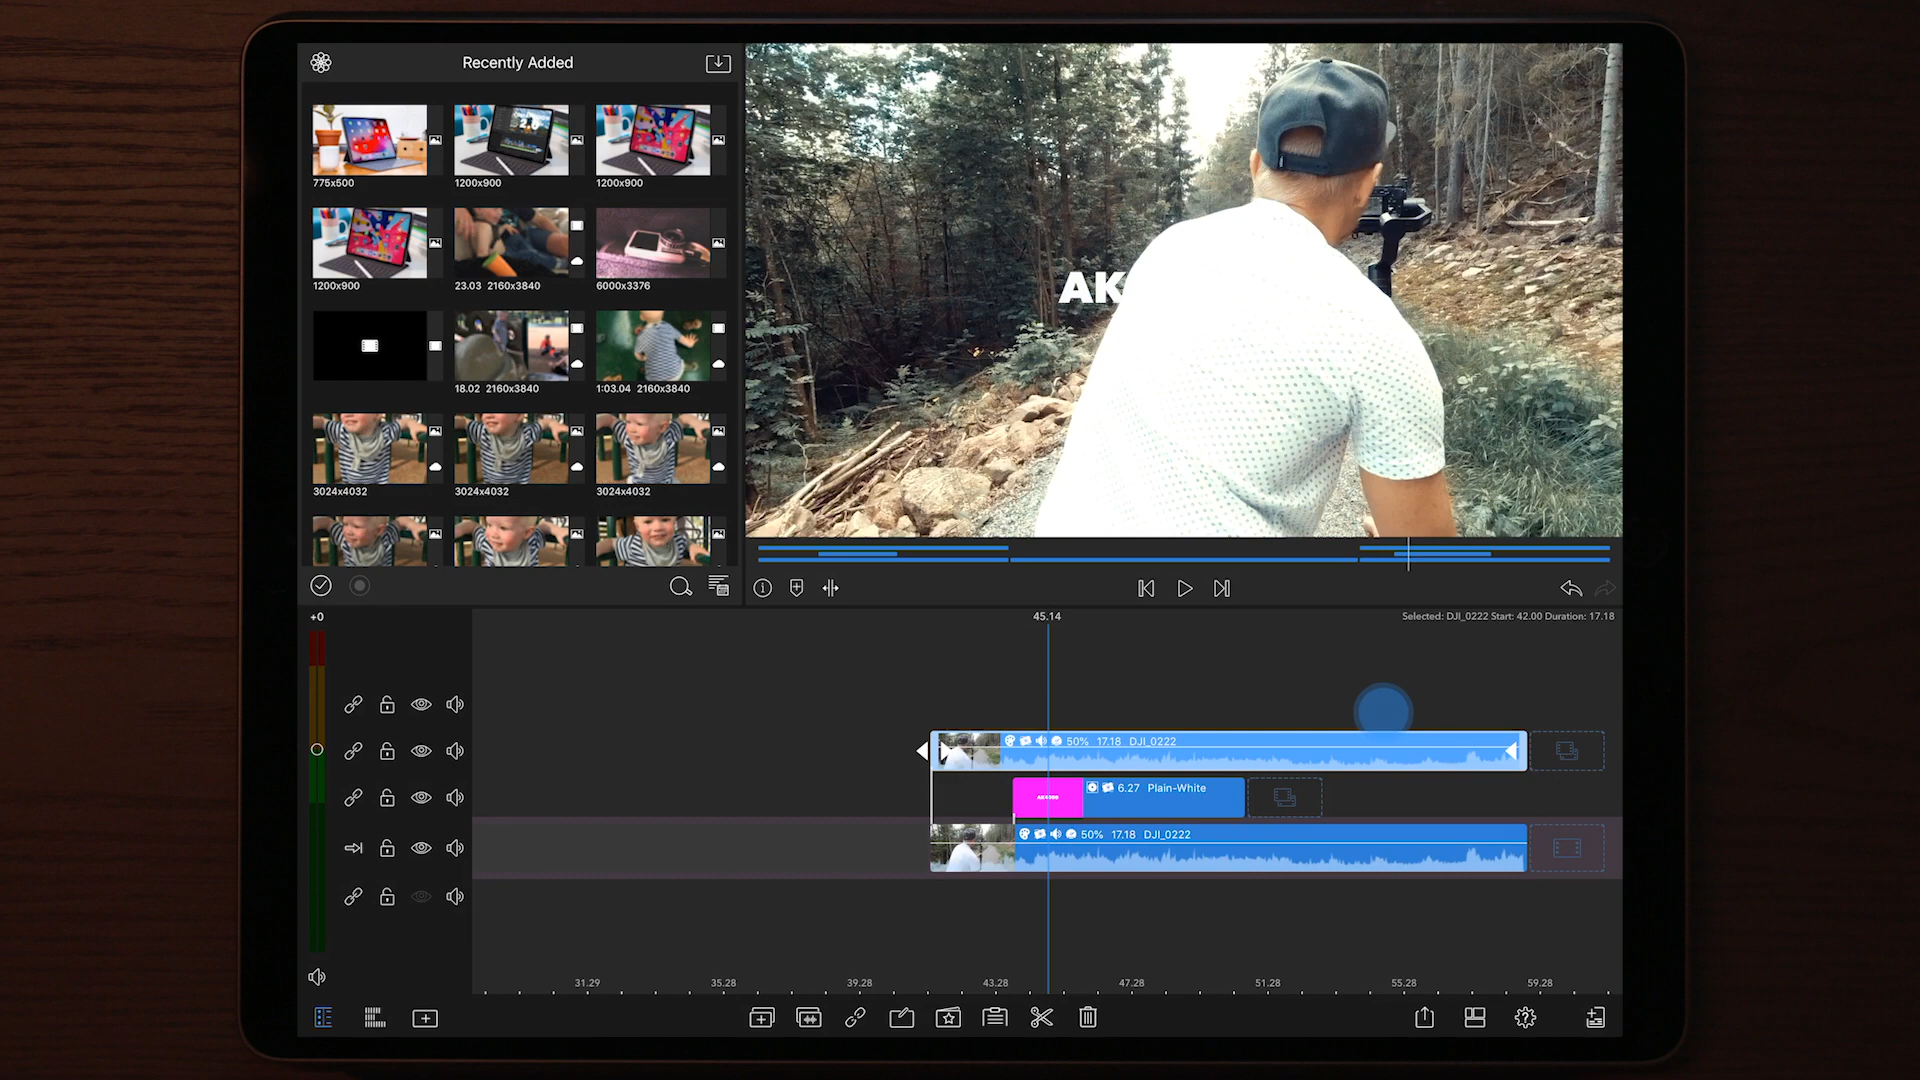 Recently Added
775x500
1200x900
1200x900
1200x900
23.03 2160x3840
6000x3376
18.02 2160x3840
1:03.04 2160x3840
3024x4032
3024x4032
3024x4032
AK
+0
45.14
Selected: DJI_0222 Start: 42.00 Duration: 17.18
50% 17.18 DJI_0222
6.27 Plain-White
50% 17.18 DJI_0222
31.29
35.28
39.28
43.28
47.28
51.28
55.28
59.28